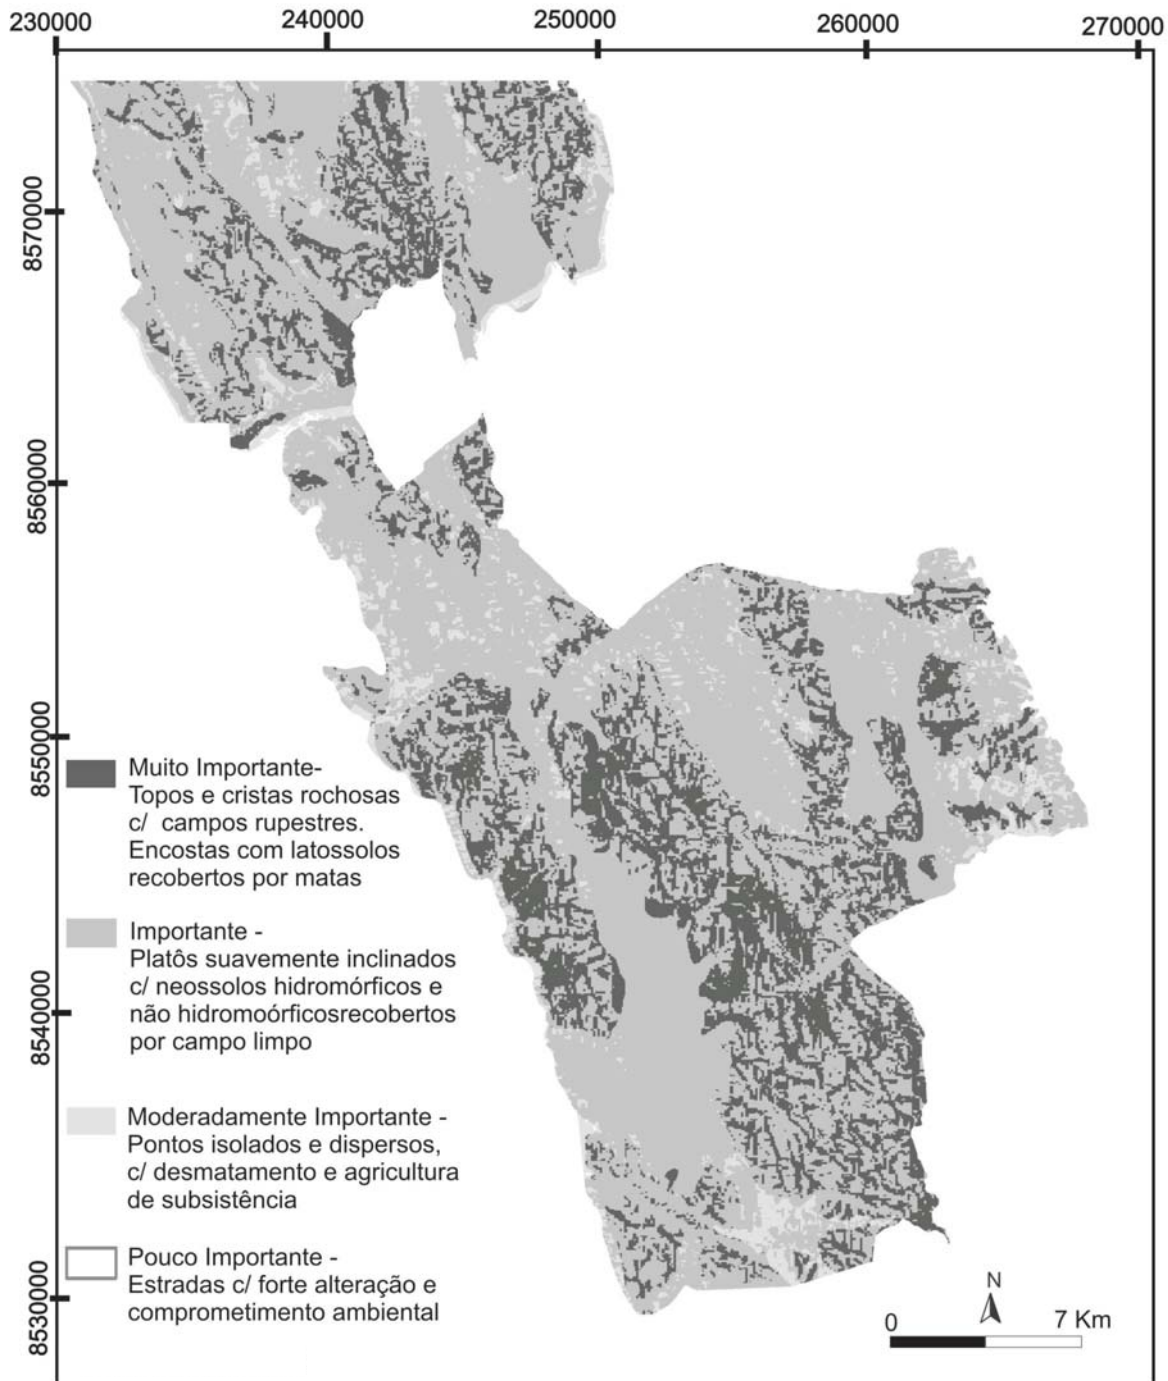 230000
240000
250000
260000
270000
8570000
8560000
8550000
8540000
8530000
Muito Importante-
Topos e cristas rochosas
c/ campos rupestres.
Encostas com latossolos
recobertos por matas
Importante -
Platôs suavemente inclinados
c/ neossolos hidromórficos e
não hidromoórficosrecobertos
por campo limpo
Moderadamente Importante -
Pontos isolados e dispersos,
c/ desmatamento e agricultura
de subsistência
Pouco Importante -
Estradas c/ forte alteração e
comprometimento ambiental
N
0
7 Km